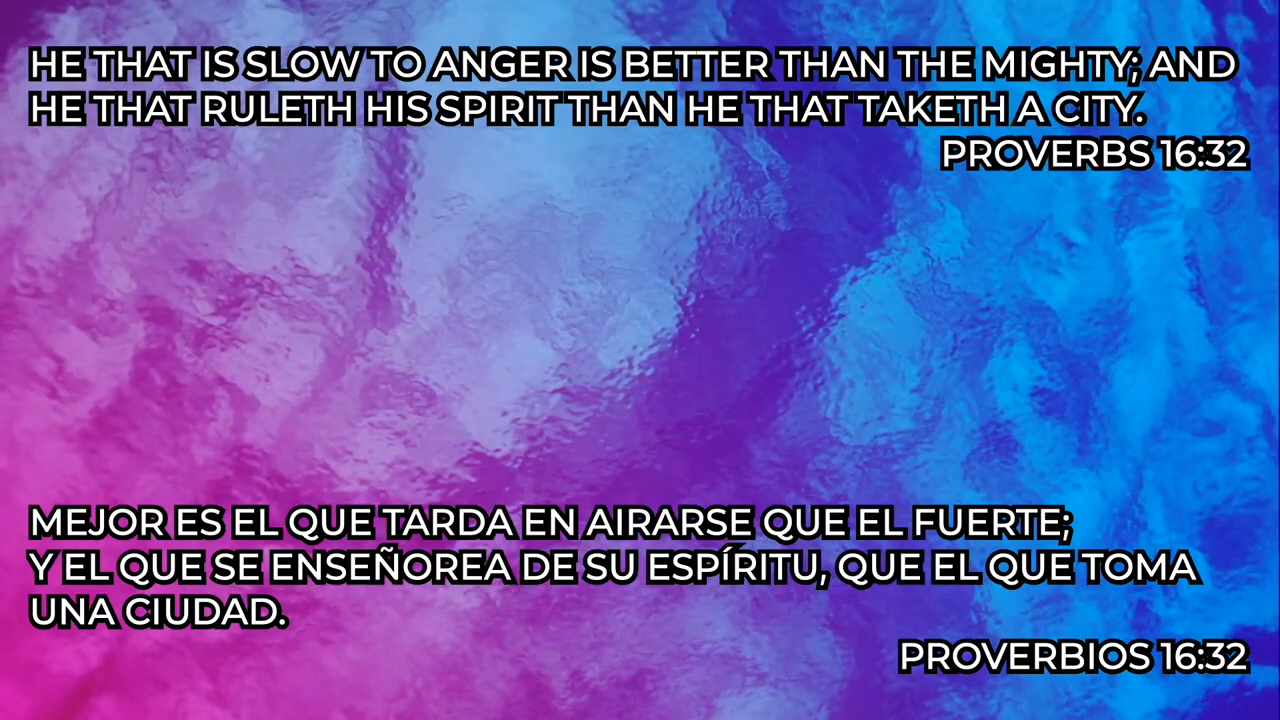 HE THAT IS SLOW TO ANGER IS BETTER THAN THE MIGHTY; AND
HE THAT RULETH HIS SPIRIT THAN HE THAT TAKETH A CITY.
PROVERBS 16:32
MEJOR ES EL QUE TARDA EN AIRARSE QUE EL FUERTE;
Y EL QUE SE ENSEÑOREA DE SU ESPÍRITU, QUE EL QUE TOMA
UNA CIUDAD.
PROVERBIOS 16:32